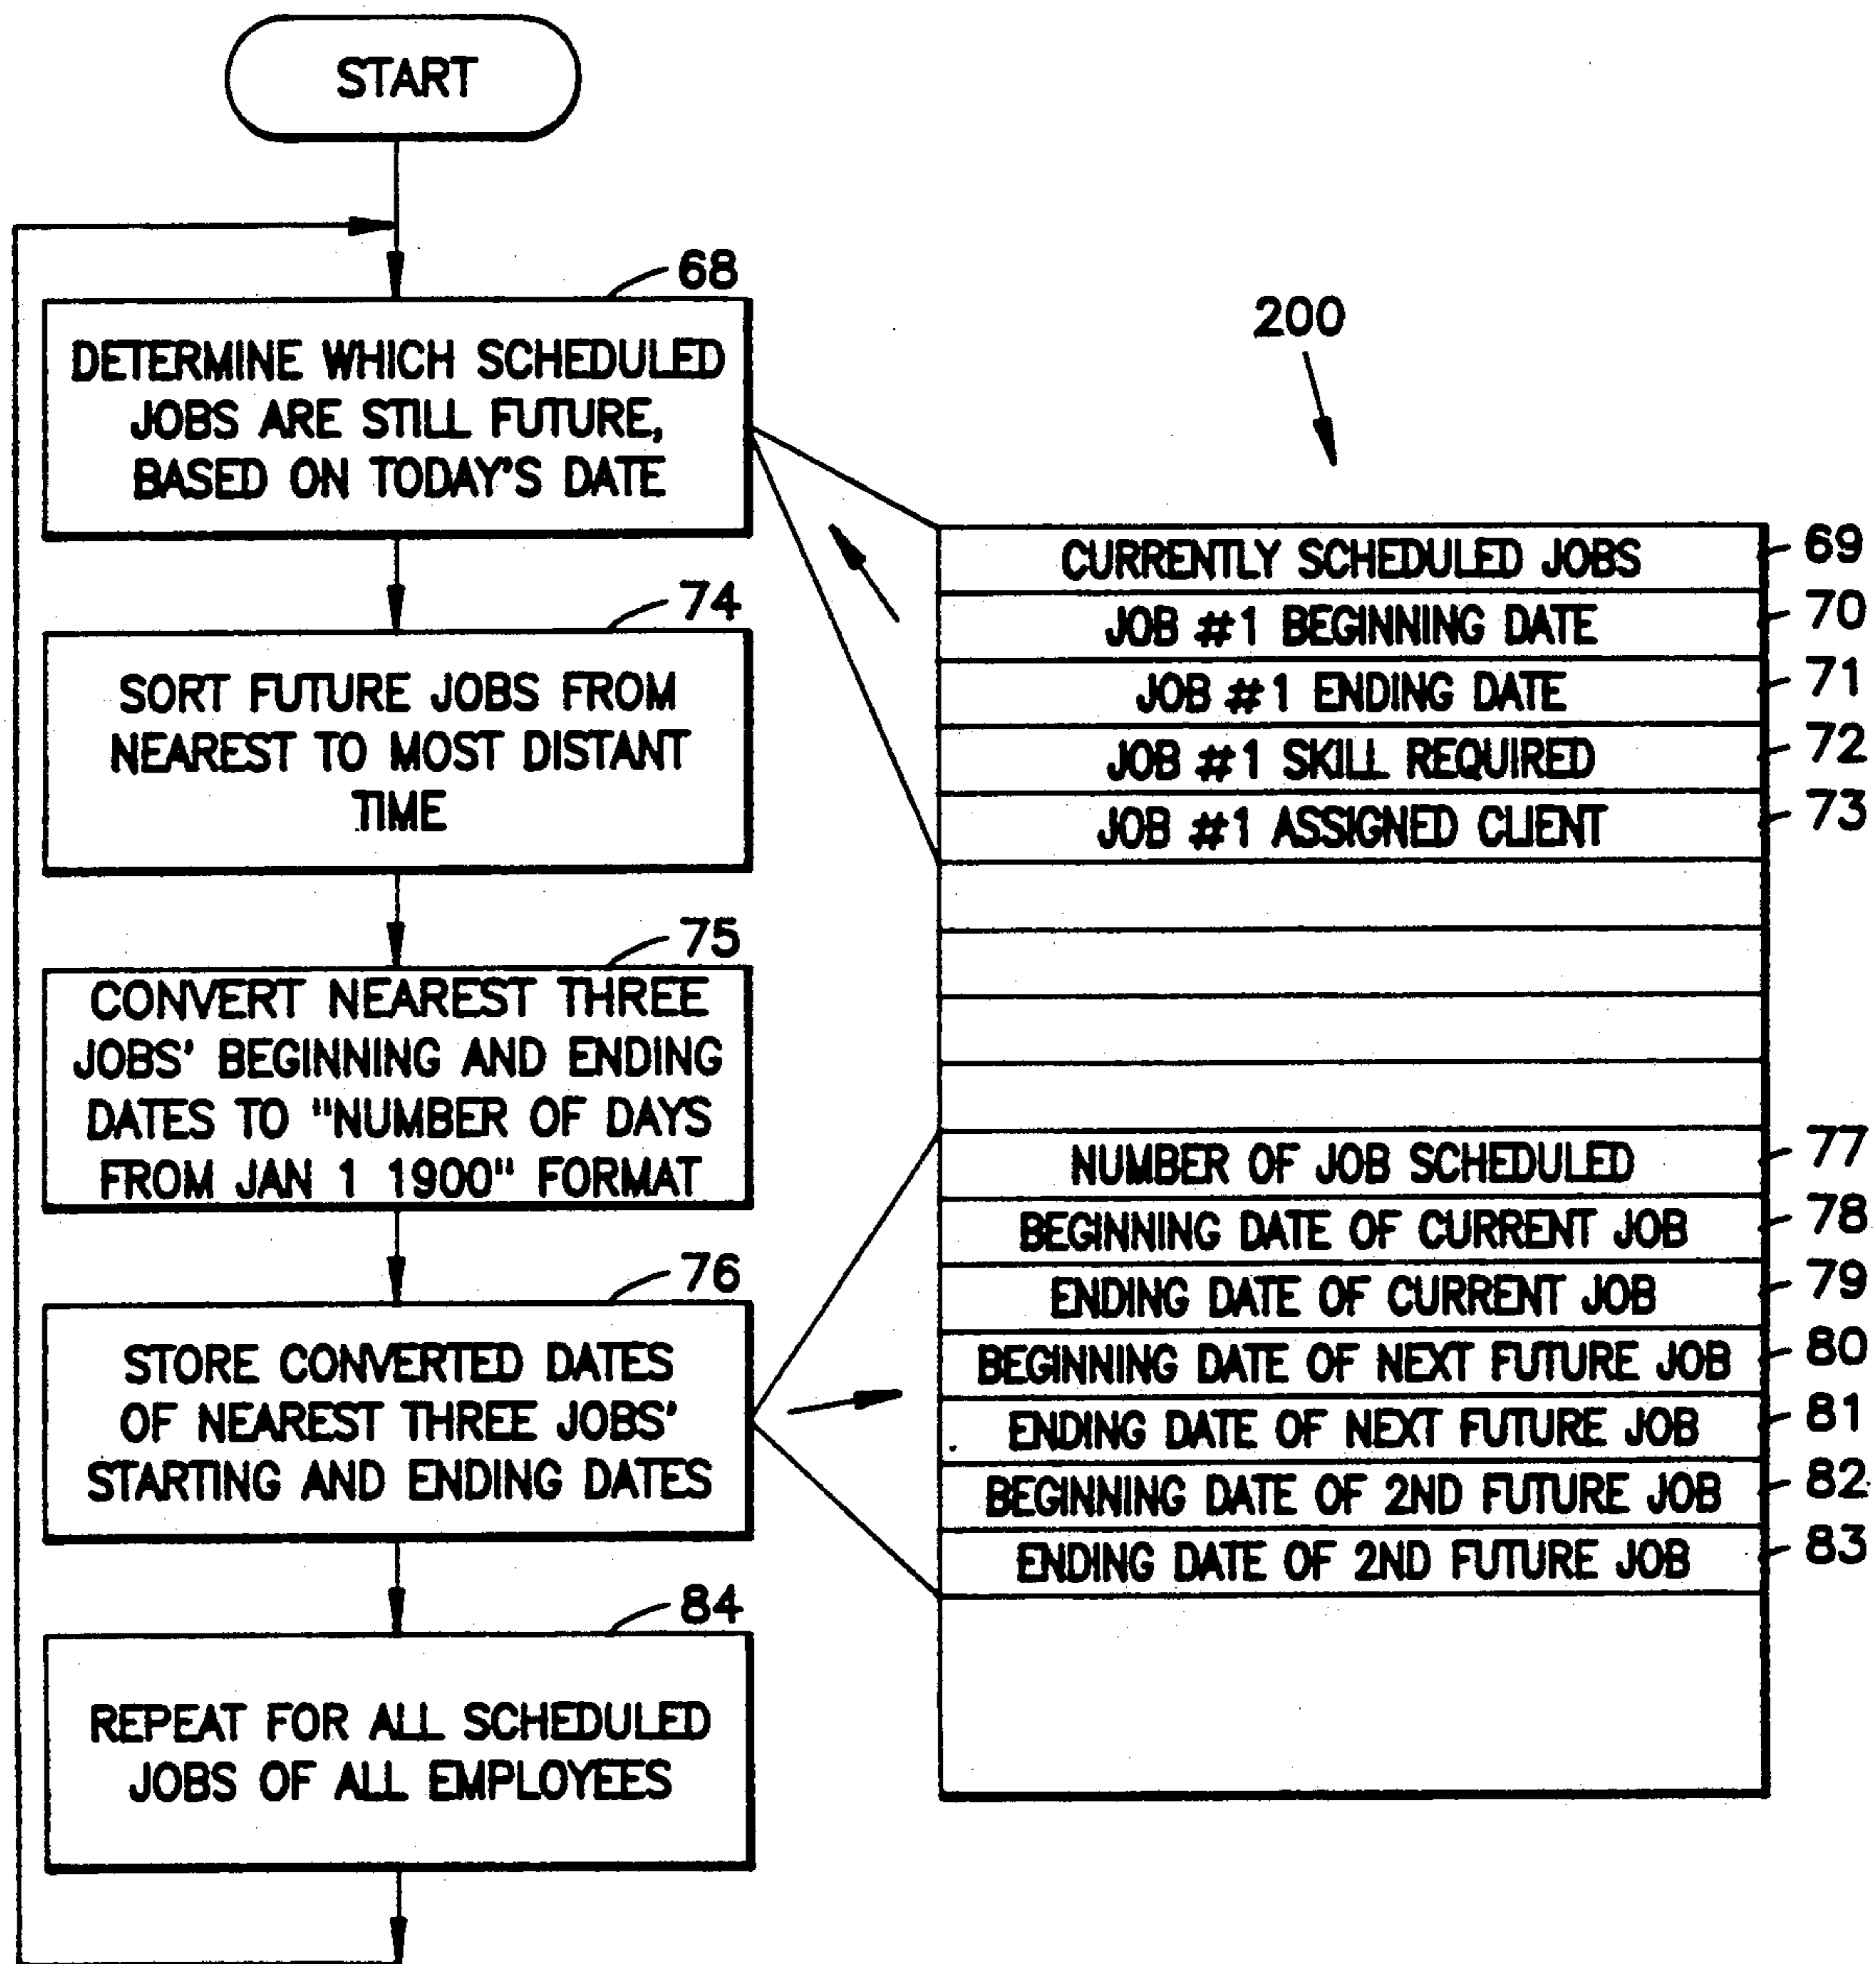 START
68
DETERMINE WHICH SCHEDULED
JOBS ARE STILL FUTURE,
BASED ON TODAY'S DATE
74
SORT FUTURE JOBS FROM
NEAREST TO MOST DISTANT
TIME
75
CONVERT NEAREST THREE
JOBS' BEGINNING AND ENDING
DATES TO "NUMBER OF DAYS
FROM JAN 1 1900" FORMAT
76
STORE CONVERTED DATES
OF NEAREST THREE JOBS'
STARTING AND ENDING DATES
84
REPEAT FOR ALL SCHEDULED
JOBS OF ALL EMPLOYEES
200
CURRENTLY SCHEDULED JOBS 69
JOB #1 BEGINNING DATE 70
JOB #1 ENDING DATE 71
JOB #1 SKILL REQUIRED 72
JOB #1 ASSIGNED CLIENT 73
NUMBER OF JOB SCHEDULED 77
BEGINNING DATE OF CURRENT JOB 78
ENDING DATE OF CURRENT JOB 79
BEGINNING DATE OF NEXT FUTURE JOB 80
ENDING DATE OF NEXT FUTURE JOB 81
BEGINNING DATE OF 2ND FUTURE JOB 82
ENDING DATE OF 2ND FUTURE JOB 83